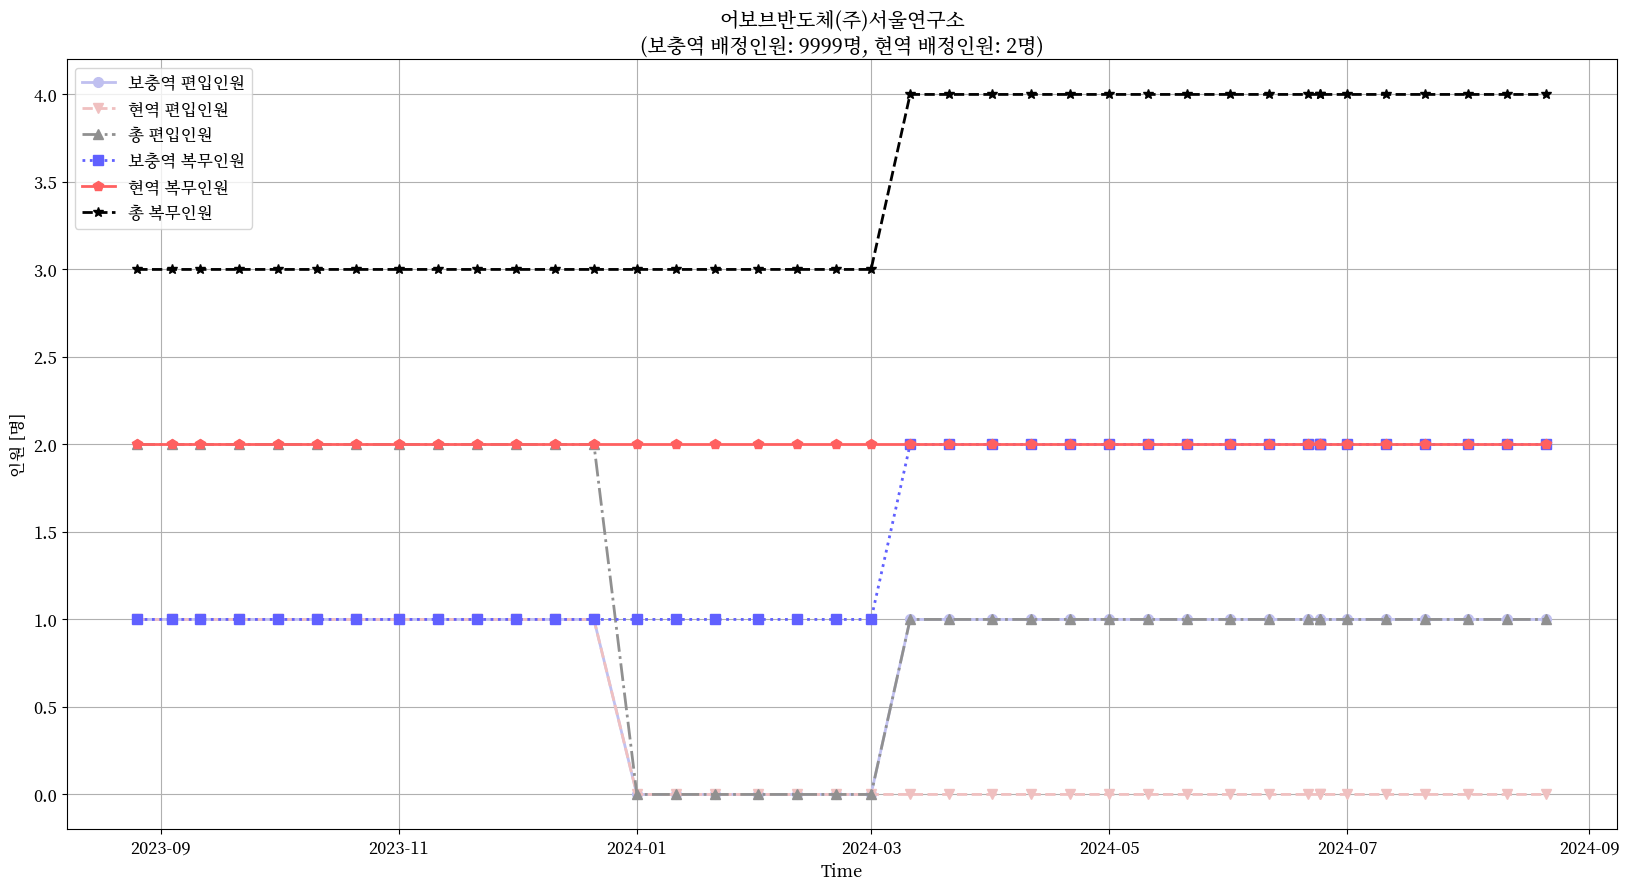 어보브반도체(주)서울연구소
(보충역 배정인원: 9999명, 현역 배정인원: 2명)
보충역 편입인원
현역 편입인원
총 편입인원
보충역 복무인원
현역 복무인원
총 복무인원
인원 [명]
4.0
3.5
3.0
2.5
2.0
1.5
1.0
0.5
0.0
2023-09 2023-11 2024-01 2024-03 2024-05 2024-07 2024-09
Time